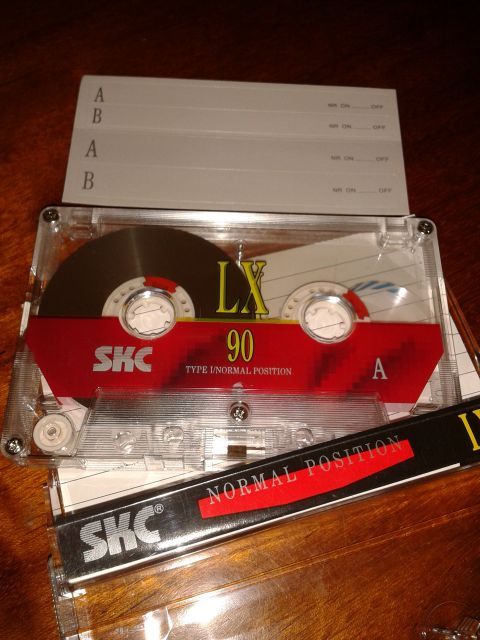 A
NR ON ........ OFF
B
NR ON ........ OFF
A
NR ON ........ OFF
B
NR ON ........ OFF
LX
90
SKC
TYPE I/NORMAL POSITION
A
NORMAL POSITION
SKC®